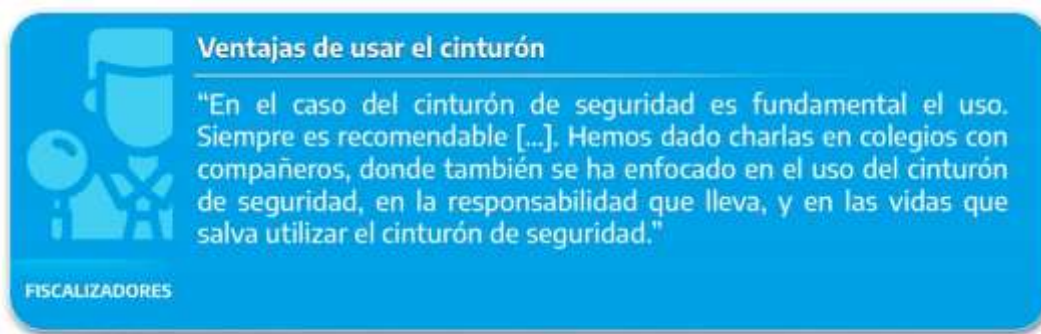 Ventajas de usar el cinturón
“En el caso del cinturón de seguridad es fundamental el uso.
Siempre es recomendable [...]. Hemos dado charlas en colegios con
compañeros, donde también se ha enfocado en el uso del cinturón
de seguridad, en la responsabilidad que lleva, y en las vidas que
salva utilizar el cinturón de seguridad.”
FISCALIZADORES